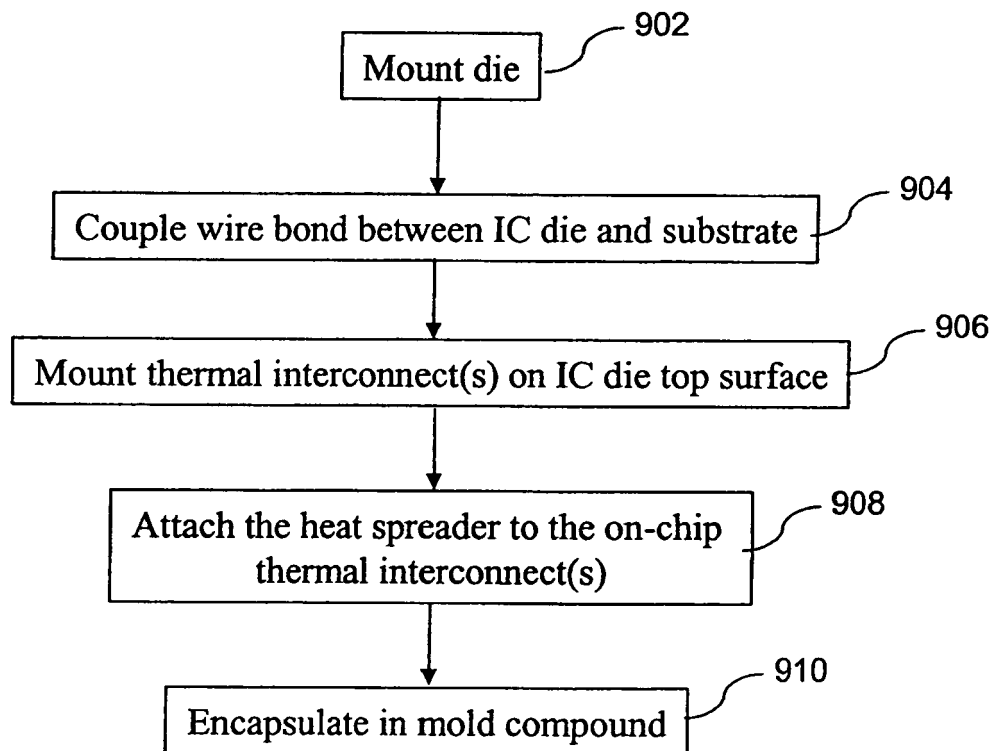 902
Mount die
904
Couple wire bond between IC die and substrate
906
Mount thermal interconnect(s) on IC die top surface
908
Attach the heat spreader to the on-chip
thermal interconnect(s)
910
Encapsulate in mold compound